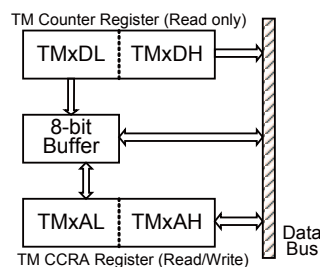 TM Counter Register (Read only)
TMxDL TMxDH
8-bit
Buffer
TMxAL TMxAH
TM CCRA Register (Read/Write)
Data
Bus